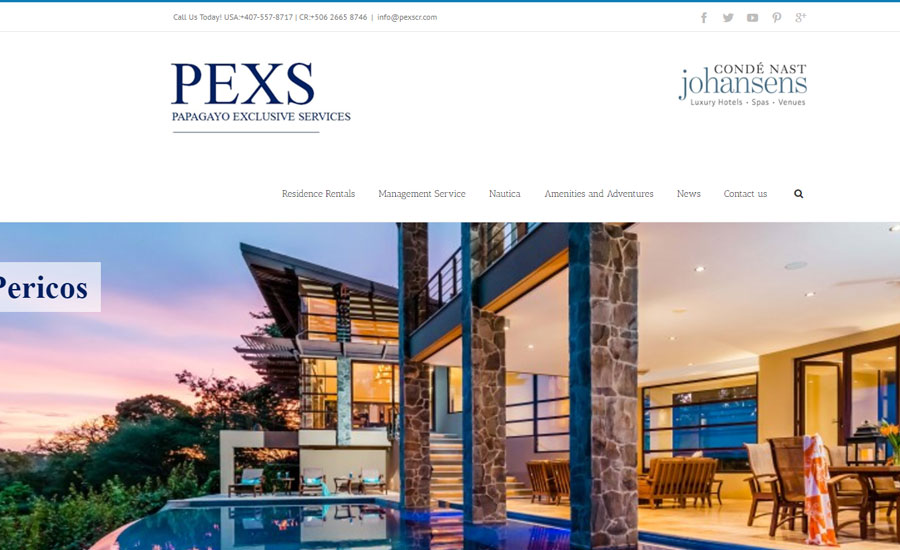 Call Us Today! USA:+407-557-8717 | CR:+506 2665 8746 | info@pexscr.com
PEXS
PAPAGAYO EXCLUSIVE SERVICES
CONDÉ NAST
johansens
Luxury Hotels • Spas • Venues
Residence Rentals Management Service Nautica Amenities and Adventures News Contact us
Pericos